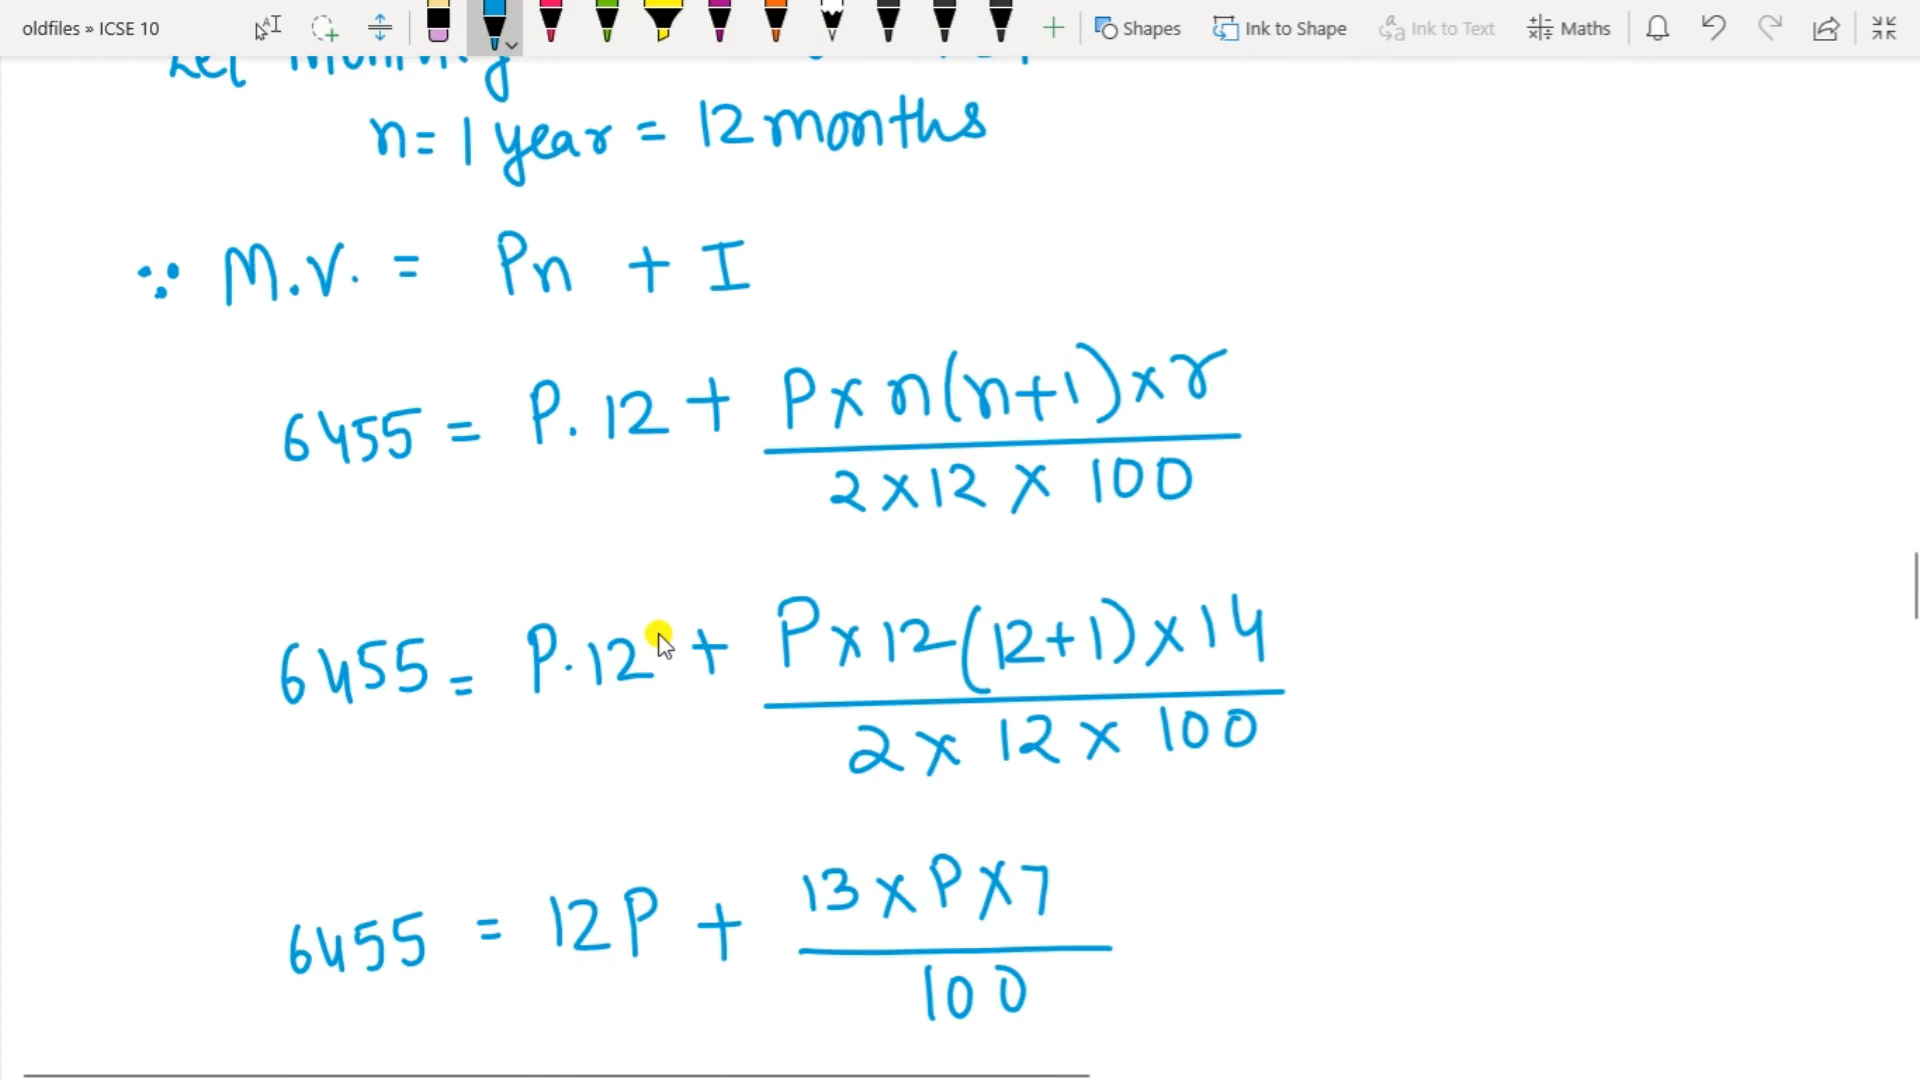 oldfiles » ICSE 10 Shapes Ink to Shape Ink to Text Maths
Let
n = 1 year = 12 months
∵ M.V. = Pn + I
6455 = P. 12 + P x n(n+1) x r
2 x 12 x 100
6455 = P. 12 + P x 12 (12+1) x 14
2 x 12 x 100
6455 = 12P + 13 x P x 7
100